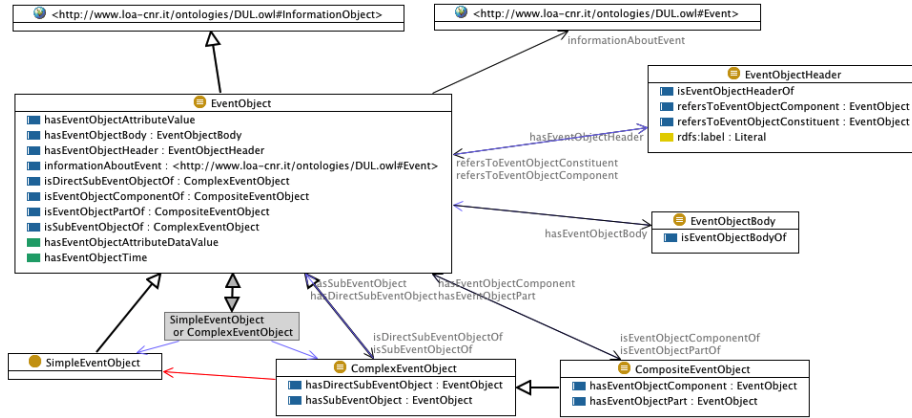 <http://www.loa-cnr.it/ontologies/DUL.owl#InformationObject>
<http://www.loa-cnr.it/ontologies/DUL.owl#Event>
informationAboutEvent
EventObjectHeader
isEventObjectHeaderOf
refersToEventObjectComponent : EventObject
refersToEventObjectConstituent : EventObject
rdfs:label : Literal
EventObject
hasEventObjectAttributeValue
hasEventObjectBody : EventObjectBody
hasEventObjectHeader : EventObjectHeader
informationAboutEvent : <http://www.loa-cnr.it/ontologies/DUL.owl#Event>
isDirectSubEventObjectOf : ComplexEventObject
isEventObjectComponentOf : CompositeEventObject
isEventObjectPartOf : CompositeEventObject
isSubEventObjectOf : ComplexEventObject
hasEventObjectAttributeDataValue
hasEventObjectTime
hasEventObjectHeader
refersToEventObjectConstituent
refersToEventObjectComponent
EventObjectBody
isEventObjectBodyOf
hasEventObjectBody
hasSubEventObject
hasDirectSubEventObject
hasEventObjectComponent
hasEventObjectPart
SimpleEventObject
or ComplexEventObject
isDirectSubEventObjectOf
isSubEventObjectOf
isEventObjectComponentOf
isEventObjectPartOf
SimpleEventObject
ComplexEventObject
hasDirectSubEventObject : EventObject
hasSubEventObject : EventObject
CompositeEventObject
hasEventObjectComponent : EventObject
hasEventObjectPart : EventObject